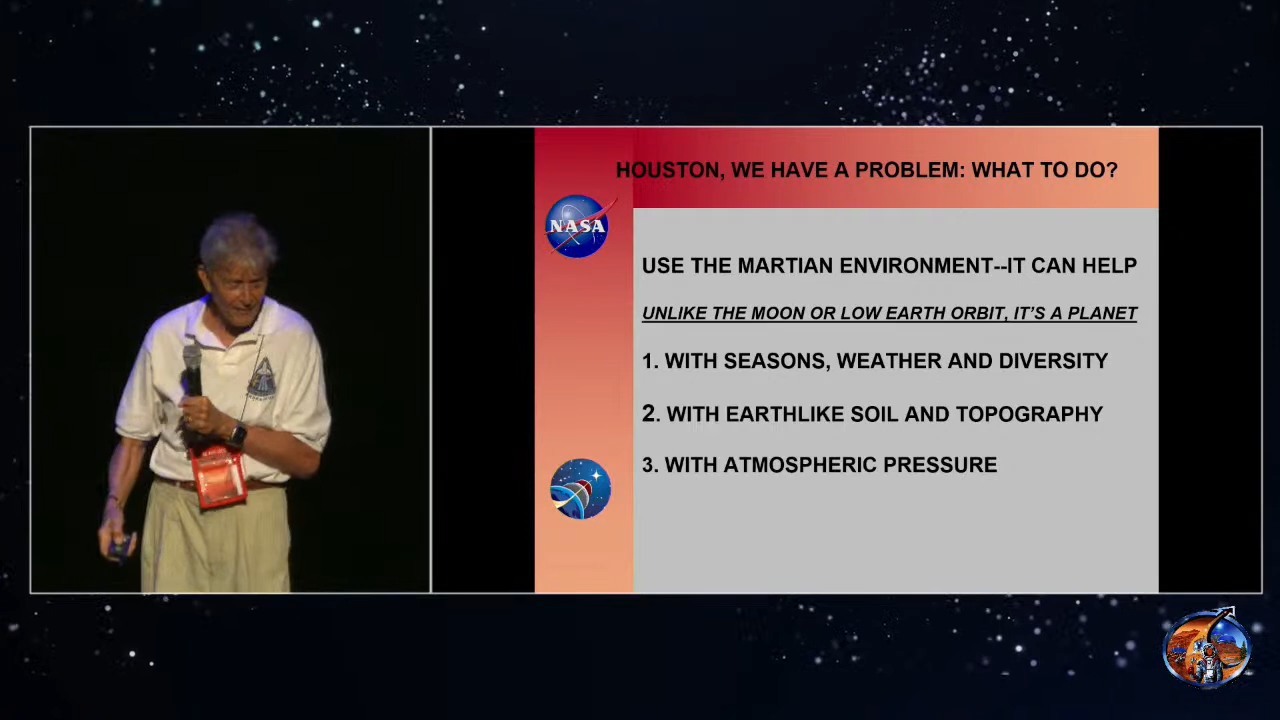 HOUSTON, WE HAVE A PROBLEM: WHAT TO DO?
NASA
USE THE MARTIAN ENVIRONMENT--IT CAN HELP
UNLIKE THE MOON OR LOW EARTH ORBIT, IT'S A PLANET
1. WITH SEASONS, WEATHER AND DIVERSITY
2. WITH EARTHLIKE SOIL AND TOPOGRAPHY
3. WITH ATMOSPHERIC PRESSURE